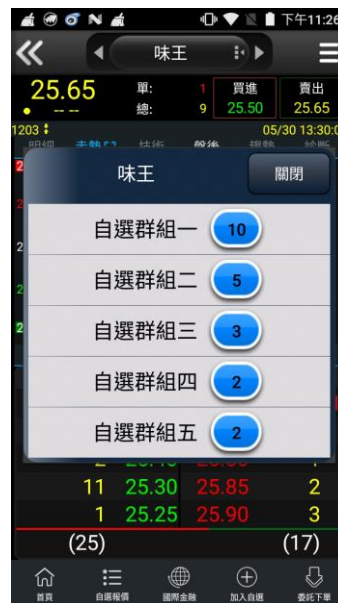 下午11:26
味王
25.65
單: 1
總: 9
買進
25.50
賣出
25.65
-- --
1203
05/30 13:30:0
味王
關閉
自選群組一 10
自選群組二 5
自選群組三 3
自選群組四 2
自選群組五 2
11 25.30 25.85 2
1 25.25 25.90 3
(25) (17)
首頁 自選報價 國際金融 加入自選 委託下單